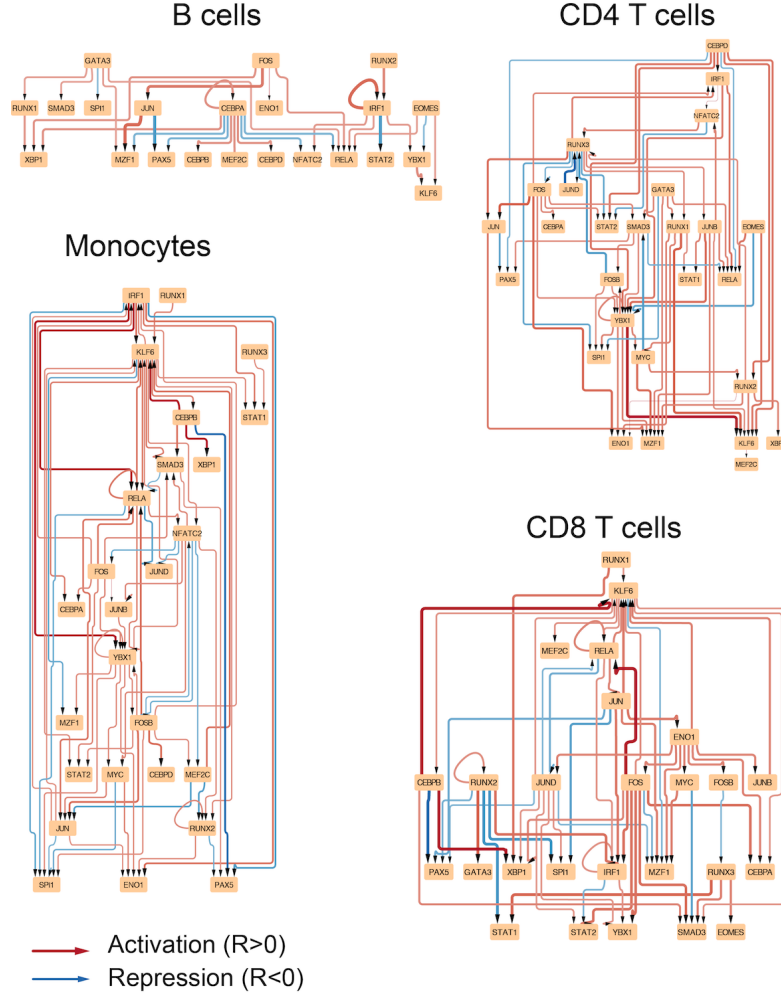 B cells
GATA3 FOS RUNX2
RUNX1 SMAD3 SPI1 JUN CEBPA ENO1 IRF1 EOMES
XBP1 MZF1 PAX5 CEBPB MEF2C CEBPD NFATC2 RELA STAT2 YBX1
KLF6
CD4 T cells
CEBPD
IRF1
NFATC2
RUNX3
FOS JUND GATA3
JUN CEBPA STAT2 SMAD3 RUNX1 JUNB EOMES
PAX5 FOSB STAT1 RELA
YBX1
SPI1 MYC
RUNX2
ENO1 MZF1 KLF6 XBP
MEF2C
Monocytes
IRF1 RUNX1
KLF6 RUNX3
CEBPB STAT1
SMAD3 XBP1
RELA
NFATC2
FOS JUND
CEBPA JUNB
YBX1
MZF1 FOSB
STAT2 MYC CEBPD MEF2C
JUN RUNX2
SPI1 ENO1 PAX5
CD8 T cells
RUNX1
KLF6
MEF2C RELA
JUN
ENO1
CEBPB RUNX2 JUND FOS MYC FOSB JUNB
PAX5 GATA3 XBP1 SPI1 IRF1 MZF1 RUNX3 CEBPA
STAT1 STAT2 YBX1 SMAD3 EOMES
Activation (R>0)
Repression (R<0)